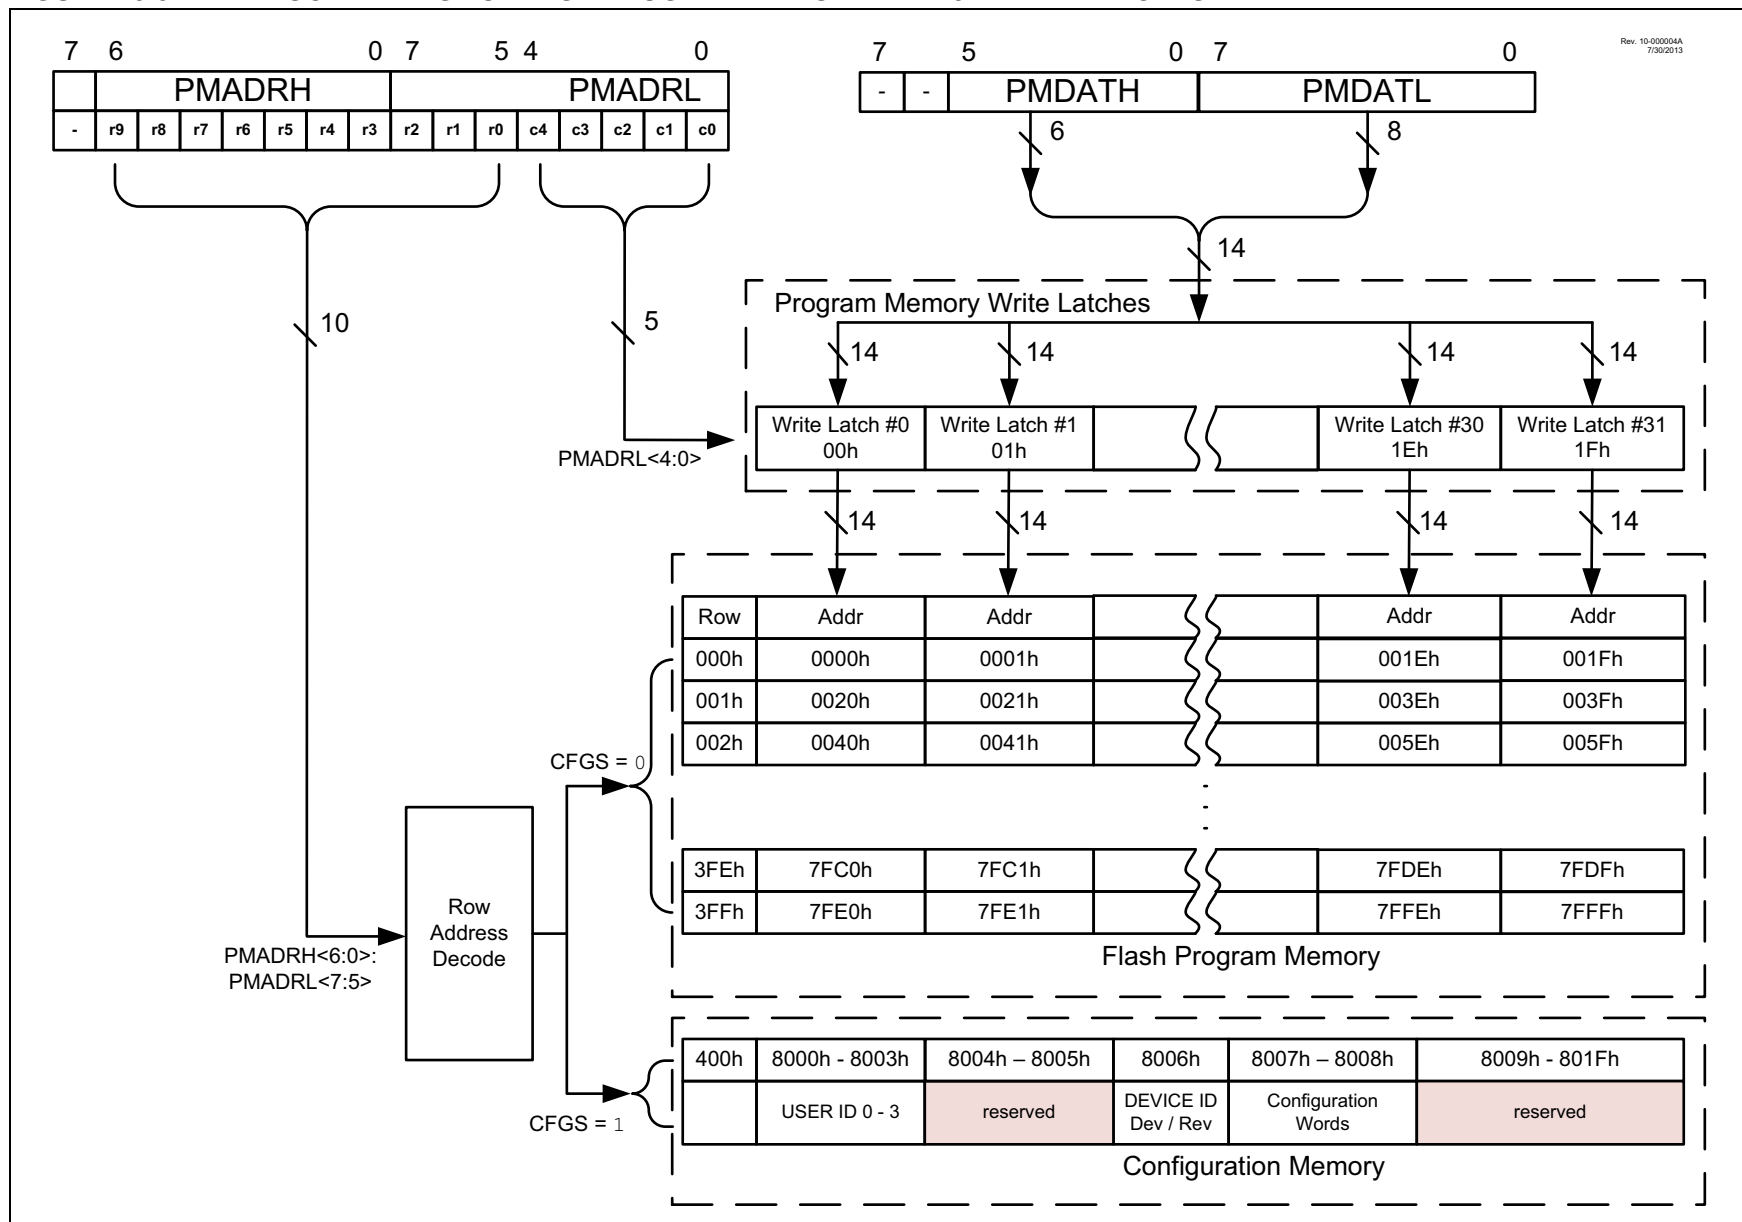 7 6 0 7 5 4 0
7 5 0 7 0
Rev. 10-000004A
7/30/2013
PMADRH PMADRL
- - PMDATH PMDATL
- r9 r8 r7 r6 r5 r4 r3 r2 r1 r0 c4 c3 c2 c1 c0
6 8
14
10 5
Program Memory Write Latches
14 14 14 14
Write Latch #0
00h
Write Latch #1
01h
Write Latch #30
1Eh
Write Latch #31
1Fh
PMADRL<4:0>
14 14 14 14
Row Addr Addr Addr Addr
000h 0000h 0001h 001Eh 001Fh
001h 0020h 0021h 003Eh 003Fh
002h 0040h 0041h 005Eh 005Fh
CFGS = 0
3FEh 7FC0h 7FC1h 7FDEh 7FDFh
3FFh 7FE0h 7FE1h 7FFEh 7FFFh
Row
Address
Decode
PMADRH<6:0>:
PMADRL<7:5>
Flash Program Memory
400h 8000h - 8003h 8004h – 8005h 8006h 8007h – 8008h 8009h - 801Fh
USER ID 0 - 3
reserved
DEVICE ID
Dev / Rev
Configuration
Words
reserved
CFGS = 1
Configuration Memory